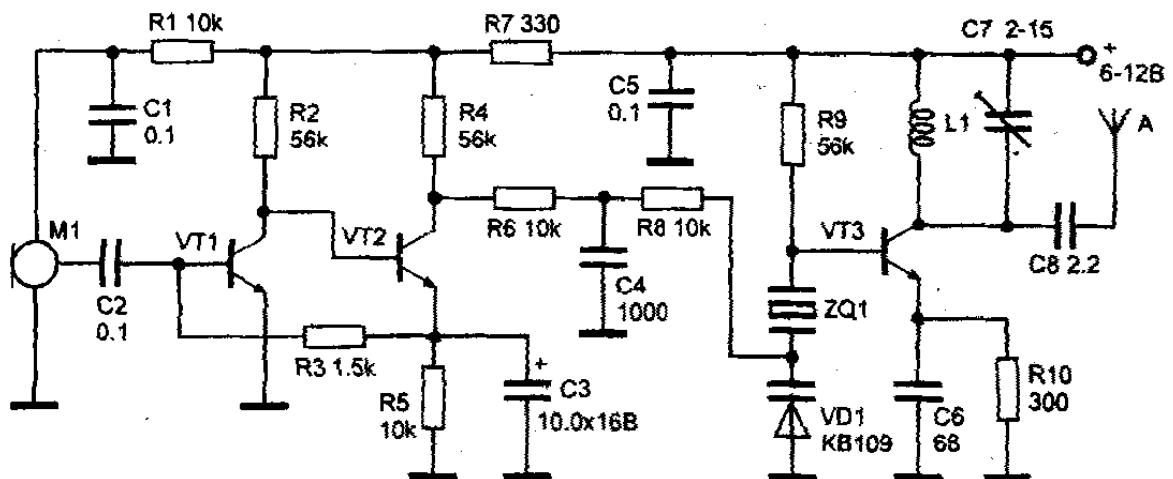 R1 10k
R7 330
C7 2-15
+
6-12В
C1
0.1
R2
56k
R4
56k
C5
0.1
R9
56k
L1
A
M1
VT1
VT2
R6 10k
R8 10k
VT3
C8 2.2
C2
0.1
C4
1000
ZQ1
R3 1.5k
+
C3
10.0x16В
R5
10k
VD1
КВ109
C6
68
R10
300